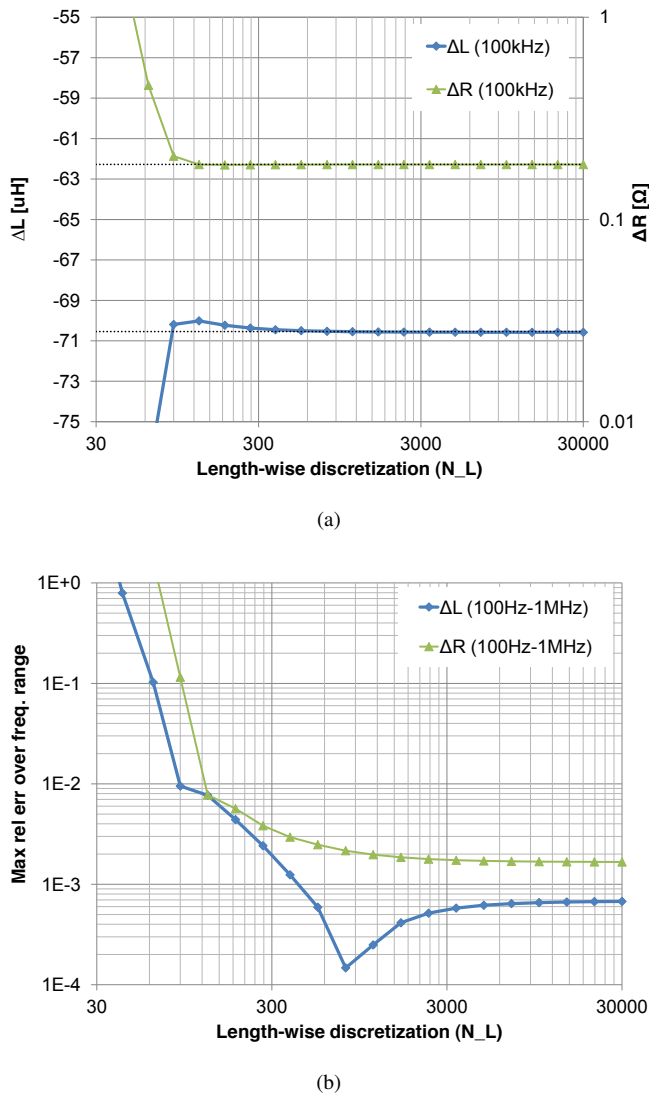 -55
-57
-59
-61
-63
-65
-67
-69
-71
-73
-75
ΔL [uH]
1
0.1
0.01
ΔR [Ω]
ΔL (100kHz)
ΔR (100kHz)
30
300
3000
30000
Length-wise discretization (N_L)
(a)
1E+0
1E-1
1E-2
1E-3
1E-4
Max rel err over freq. range
ΔL (100Hz-1MHz)
ΔR (100Hz-1MHz)
30
300
3000
30000
Length-wise discretization (N_L)
(b)